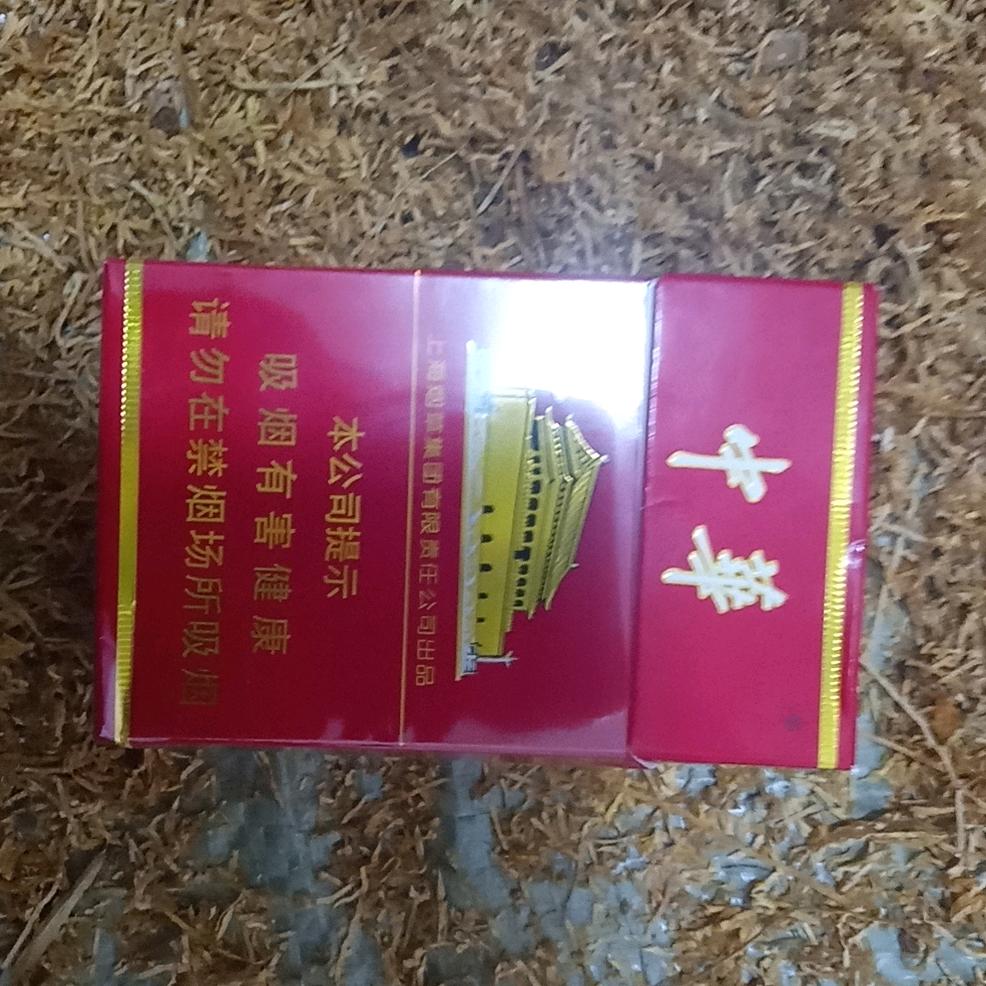 中华
上海烟草集团有限责任公司出品
本公司提示
吸烟有害健康
请勿在禁烟场所吸烟